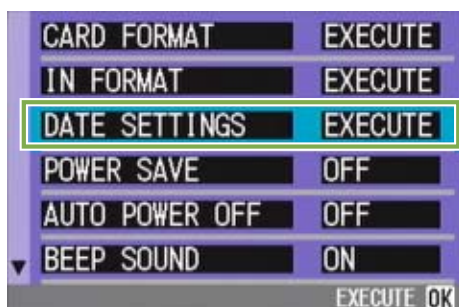 CARD FORMAT EXECUTE
IN FORMAT EXECUTE
DATE SETTINGS EXECUTE
POWER SAVE OFF
AUTO POWER OFF OFF
BEEP SOUND ON
EXECUTE OK